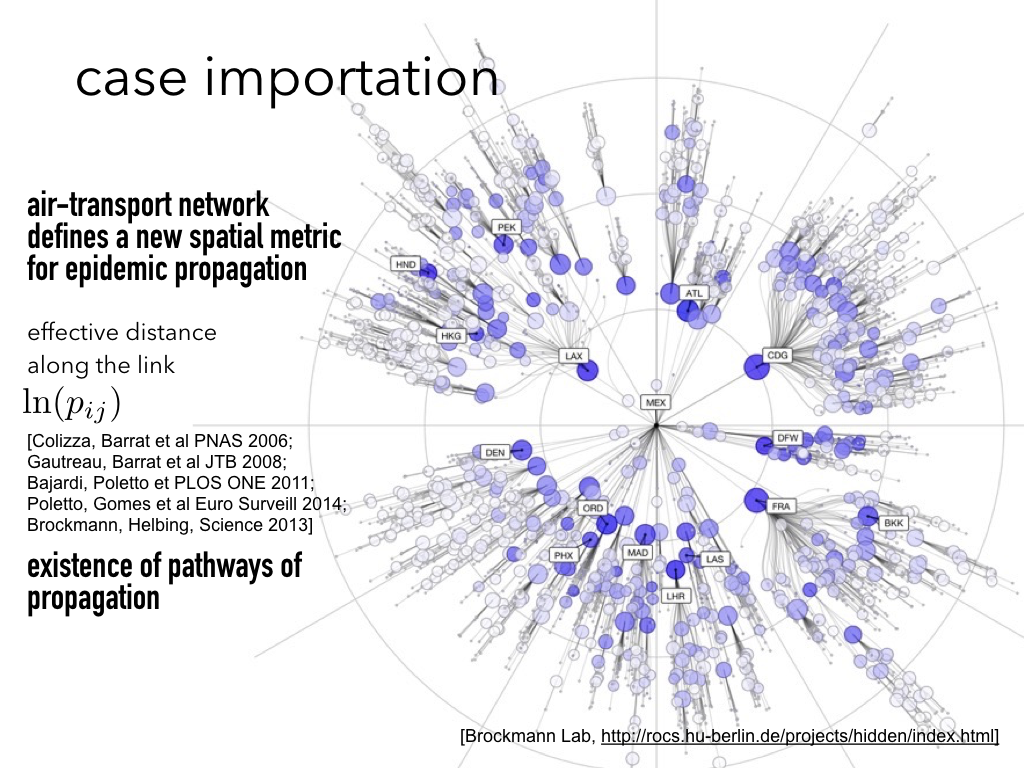 case importation
air-transport network
defines a new spatial metric
for epidemic propagation
effective distance
along the link
ln(p_{ij})
[Colizza, Barrat et al PNAS 2006;
Gautreau, Barrat et al JTB 2008;
Bajardi, Poletto et PLOS ONE 2011;
Poletto, Gomes et al Euro Surveill 2014;
Brockmann, Helbing, Science 2013]
existence of pathways of
propagation
PEK
HND
ATL
HKG
LAX
CDG
MEX
DFW
DEN
FRA
ORD
BKK
PHX
MAD
LAS
LHR
[Brockmann Lab, http://rocs.hu-berlin.de/projects/hidden/index.html]